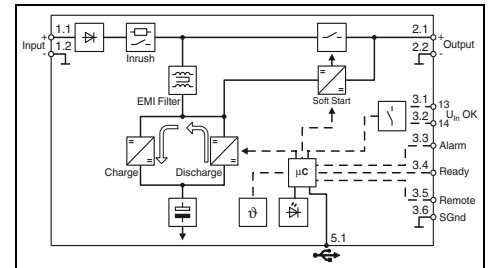 Input
+ 1.1
- 1.2
Inrush
2.1 +
2.2 -
Output
EMI Filter
Soft Start
3.1 13
3.2 14
UIn OK
3.3 Alarm
3.4 Ready
3.5 Remote
3.6 SGnd
Charge
Discharge
µC
ϑ
5.1